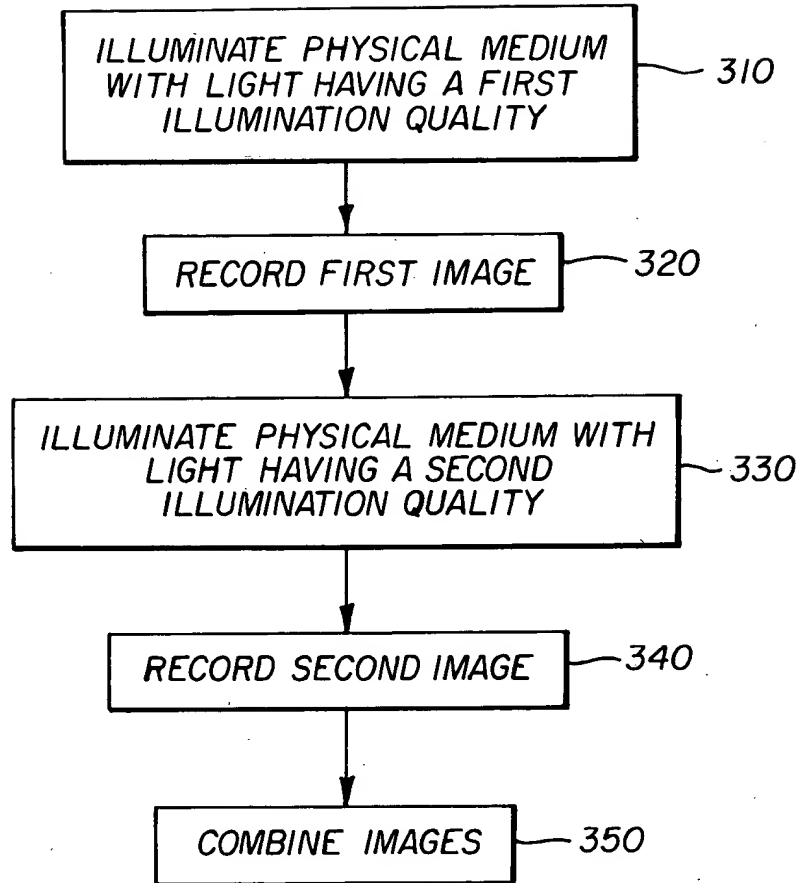 ILLUMINATE PHYSICAL MEDIUM
WITH LIGHT HAVING A FIRST
ILLUMINATION QUALITY
310
RECORD FIRST IMAGE
320
ILLUMINATE PHYSICAL MEDIUM WITH
LIGHT HAVING A SECOND
ILLUMINATION QUALITY
330
RECORD SECOND IMAGE
340
COMBINE IMAGES
350